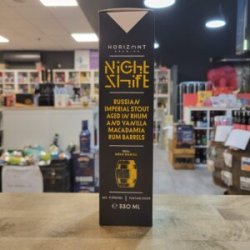 HORIZONT
NIGHT
SHIFT
RUSSIAN
IMPERIAL STOUT
AGED IN RHUM
AND VANILLA
MACADAMIA
RUM BARRELS
e 330 ML